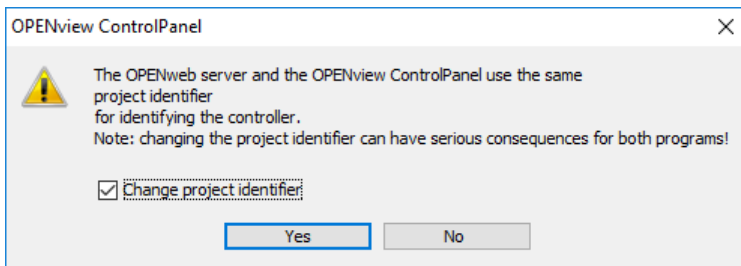 OPENview ControlPanel
The OPENweb server and the OPENview ControlPanel use the same
project identifier
for identifying the controller.
Note: changing the project identifier can have serious consequences for both programs!
Change project identifier
Yes No